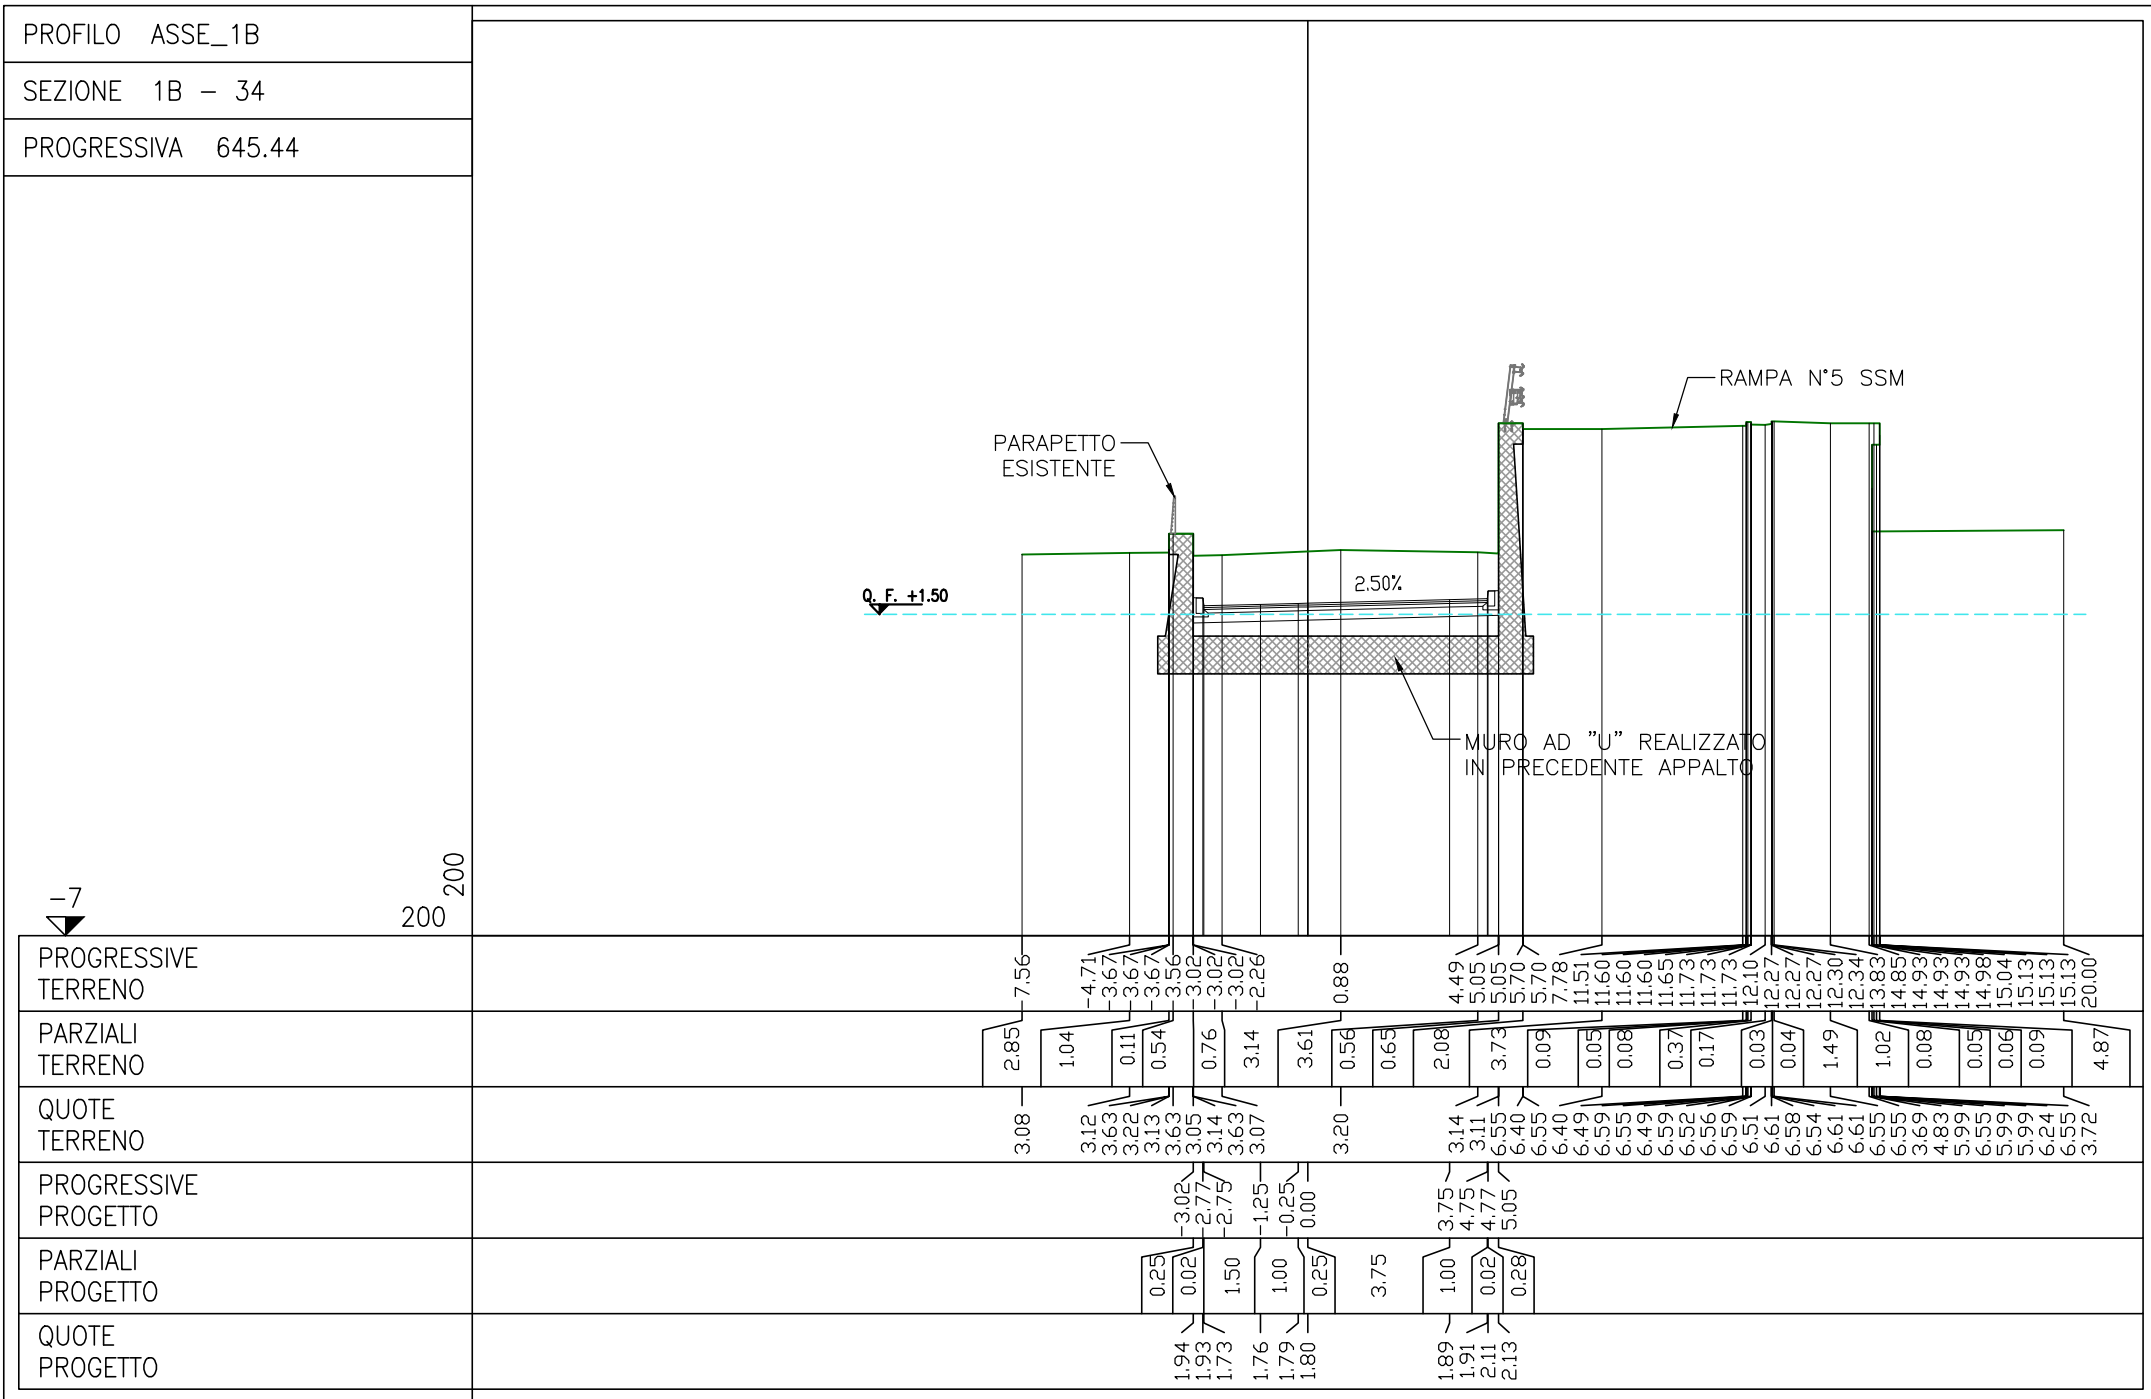 PROFILO ASSE_1B
SEZIONE 1B – 34
PROGRESSIVA 645.44
RAMPA N°5 SSM
PARAPETTO
ESISTENTE
2.50%
Q. F. +1.50
MURO AD "U" REALIZZATO
IN PRECEDENTE APPALTO
200
–7
200
PROGRESSIVE
TERRENO
-7.56 -4.71 -3.67 -3.67 -3.67 -3.56 -3.02 -3.02 -3.02 -2.26 0.88 4.49 5.05 5.05 5.70 5.70 7.78 11.51 11.60 11.60 11.60 11.65 11.73 11.73 11.73 12.10 12.27 12.27 12.27 12.30 12.34 13.83 14.85 14.93 14.93 14.93 14.98 15.04 15.13 15.13 15.13 20.00
PARZIALI
TERRENO
2.85 1.04 0.11 0.54 0.76 3.14 3.61 0.56 0.65 2.08 3.73 0.09 0.05 0.08 0.37 0.17 0.03 0.04 1.49 1.02 0.08 0.05 0.06 0.09 4.87
QUOTE
TERRENO
3.08 3.12 3.63 3.22 3.13 3.63 3.05 3.14 3.63 3.07 3.20 3.14 3.11 6.55 6.40 6.55 6.40 6.49 6.59 6.55 6.49 6.59 6.52 6.56 6.59 6.51 6.61 6.58 6.54 6.61 6.61 6.55 6.55 3.69 4.83 5.99 6.55 5.99 5.99 6.24 6.55 3.72
PROGRESSIVE
PROGETTO
-3.02 -2.77 -2.75 -1.25 -0.25 0.00 3.75 4.75 4.77 5.05
PARZIALI
PROGETTO
0.25 0.02 1.50 1.00 0.25 3.75 1.00 0.02 0.28
QUOTE
PROGETTO
1.94 1.93 1.73 1.76 1.79 1.80 1.89 1.91 2.11 2.13